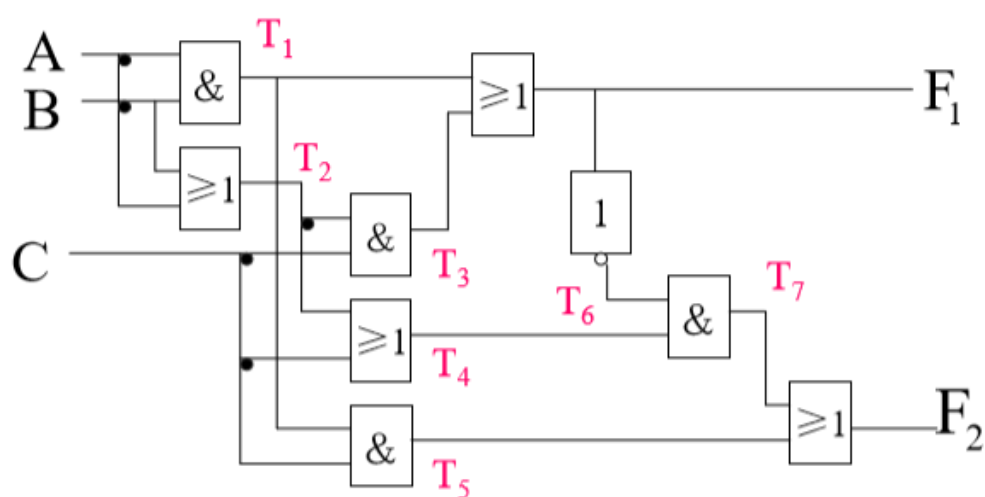 A
B
C
&
T₁
≥1
T₂
&
T₃
≥1
T₄
&
T₅
≥1
F₁
1
T₆
&
T₇
≥1
F₂